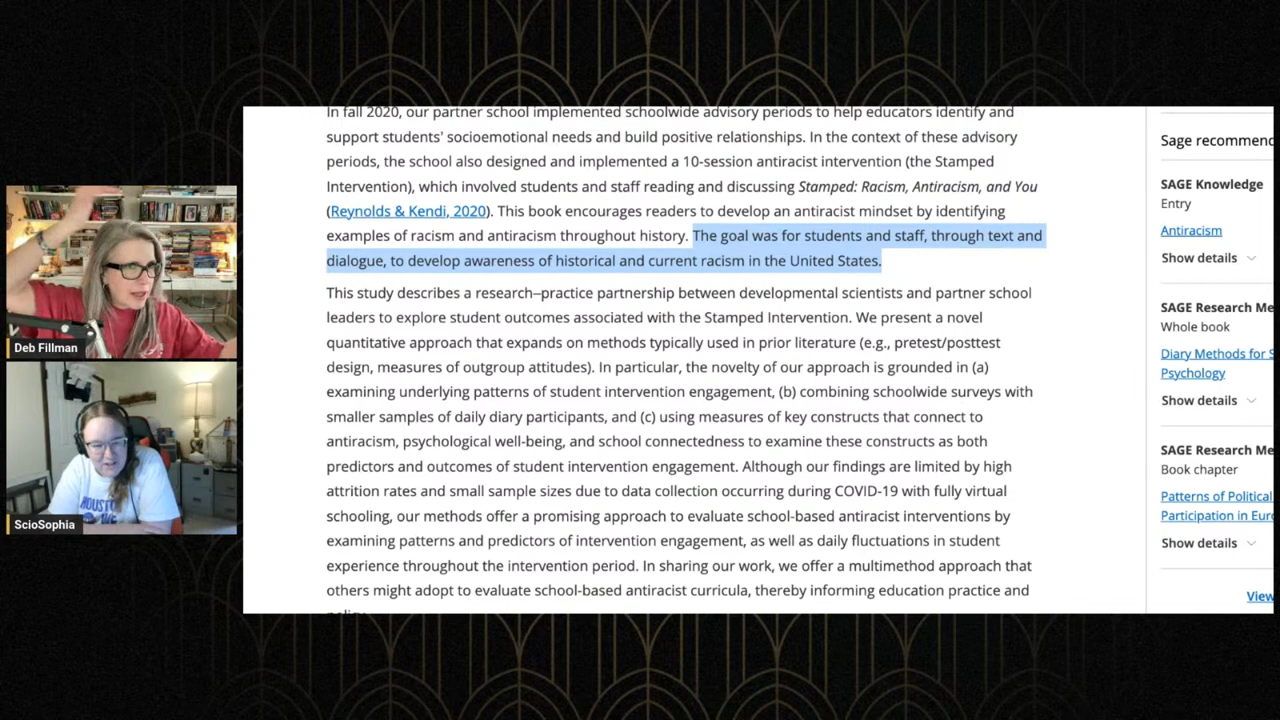 In fall 2020, our partner school implemented schoolwide advisory periods to help educators identify and
support students' socioemotional needs and build positive relationships. In the context of these advisory
periods, the school also designed and implemented a 10-session antiracist intervention (the Stamped
Intervention), which involved students and staff reading and discussing Stamped: Racism, Antiracism, and You
(Reynolds & Kendi, 2020). This book encourages readers to develop an antiracist mindset by identifying
examples of racism and antiracism throughout history. The goal was for students and staff, through text and
dialogue, to develop awareness of historical and current racism in the United States.
This study describes a research–practice partnership between developmental scientists and partner school
leaders to explore student outcomes associated with the Stamped Intervention. We present a novel
quantitative approach that expands on methods typically used in prior literature (e.g., pretest/posttest
design, measures of outgroup attitudes). In particular, the novelty of our approach is grounded in (a)
examining underlying patterns of student intervention engagement, (b) combining schoolwide surveys with
smaller samples of daily diary participants, and (c) using measures of key constructs that connect to
antiracism, psychological well-being, and school connectedness to examine these constructs as both
predictors and outcomes of student intervention engagement. Although our findings are limited by high
attrition rates and small sample sizes due to data collection occurring during COVID-19 with fully virtual
schooling, our methods offer a promising approach to evaluate school-based antiracist interventions by
examining patterns and predictors of intervention engagement, as well as daily fluctuations in student
experience throughout the intervention period. In sharing our work, we offer a multimethod approach that
others might adopt to evaluate school-based antiracist curricula, thereby informing education practice and
Sage recommenc
SAGE Knowledge
Entry
Antiracism
Show details
SAGE Research Me
Whole book
Diary Methods for S
Psychology
Show details
SAGE Research Me
Book chapter
Patterns of Political
Participation in Eur
Show details
View
Deb Fillman
HOUSTO
ScioSophia